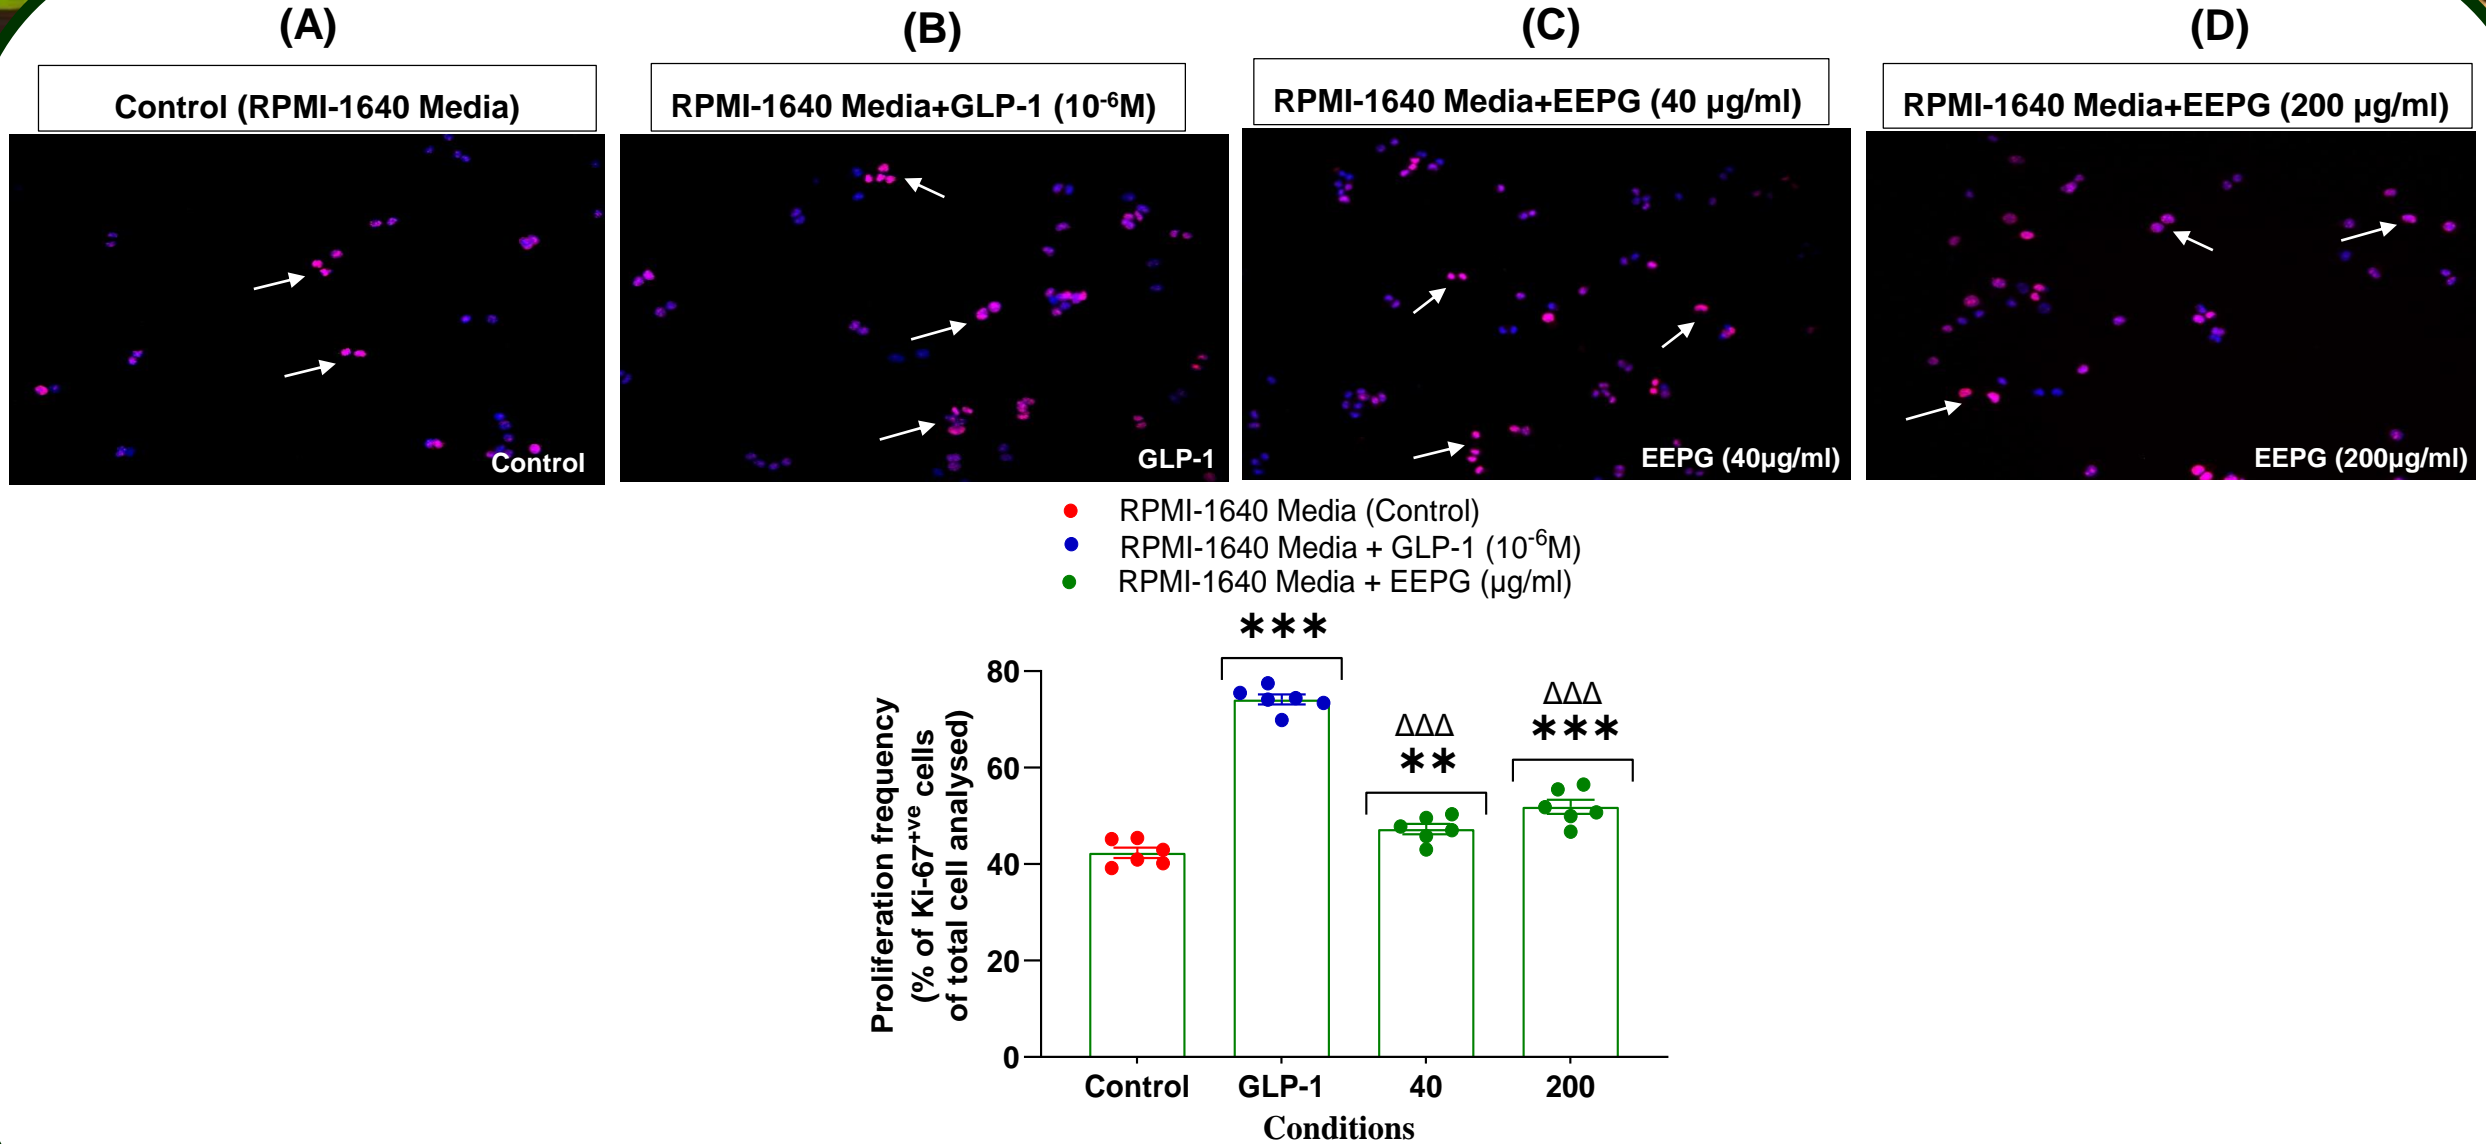 (A)
(B)
(C)
(D)
Control (RPMI-1640 Media)
RPMI-1640 Media+GLP-1 (10⁻⁶M)
RPMI-1640 Media+EEPG (40 µg/ml)
RPMI-1640 Media+EEPG (200 µg/ml)
Control
GLP-1
EEPG (40µg/ml)
EEPG (200µg/ml)
RPMI-1640 Media (Control)
RPMI-1640 Media + GLP-1 (10⁻⁶M)
RPMI-1640 Media + EEPG (µg/ml)
Proliferation frequency
(% of Ki-67⁺ᵛᵉ cells
of total cell analysed)
80
60
40
20
0
***
ΔΔΔ
**
ΔΔΔ
***
Control
GLP-1
40
200
Conditions